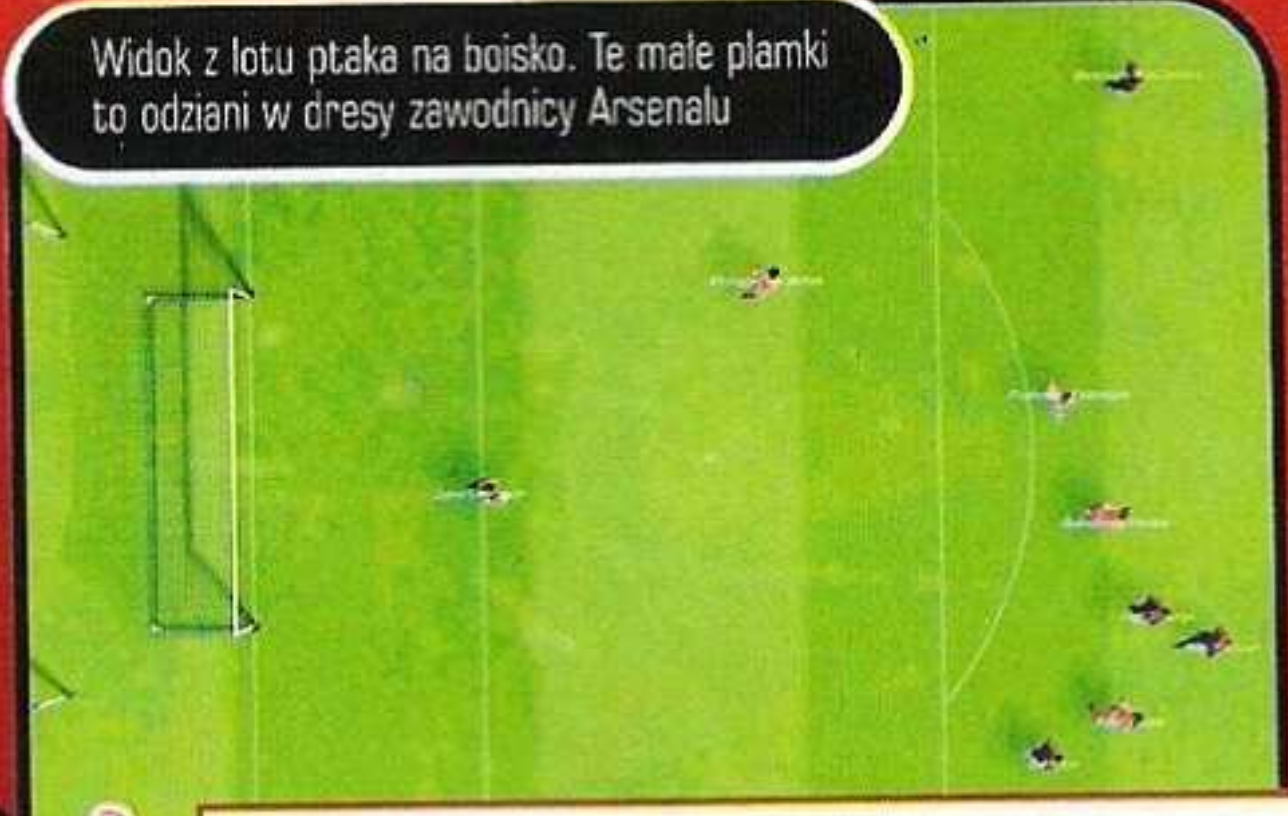 Widok z lotu ptaka na boisko. Te małe plamki
to odziani w dresy zawodnicy Arsenalu